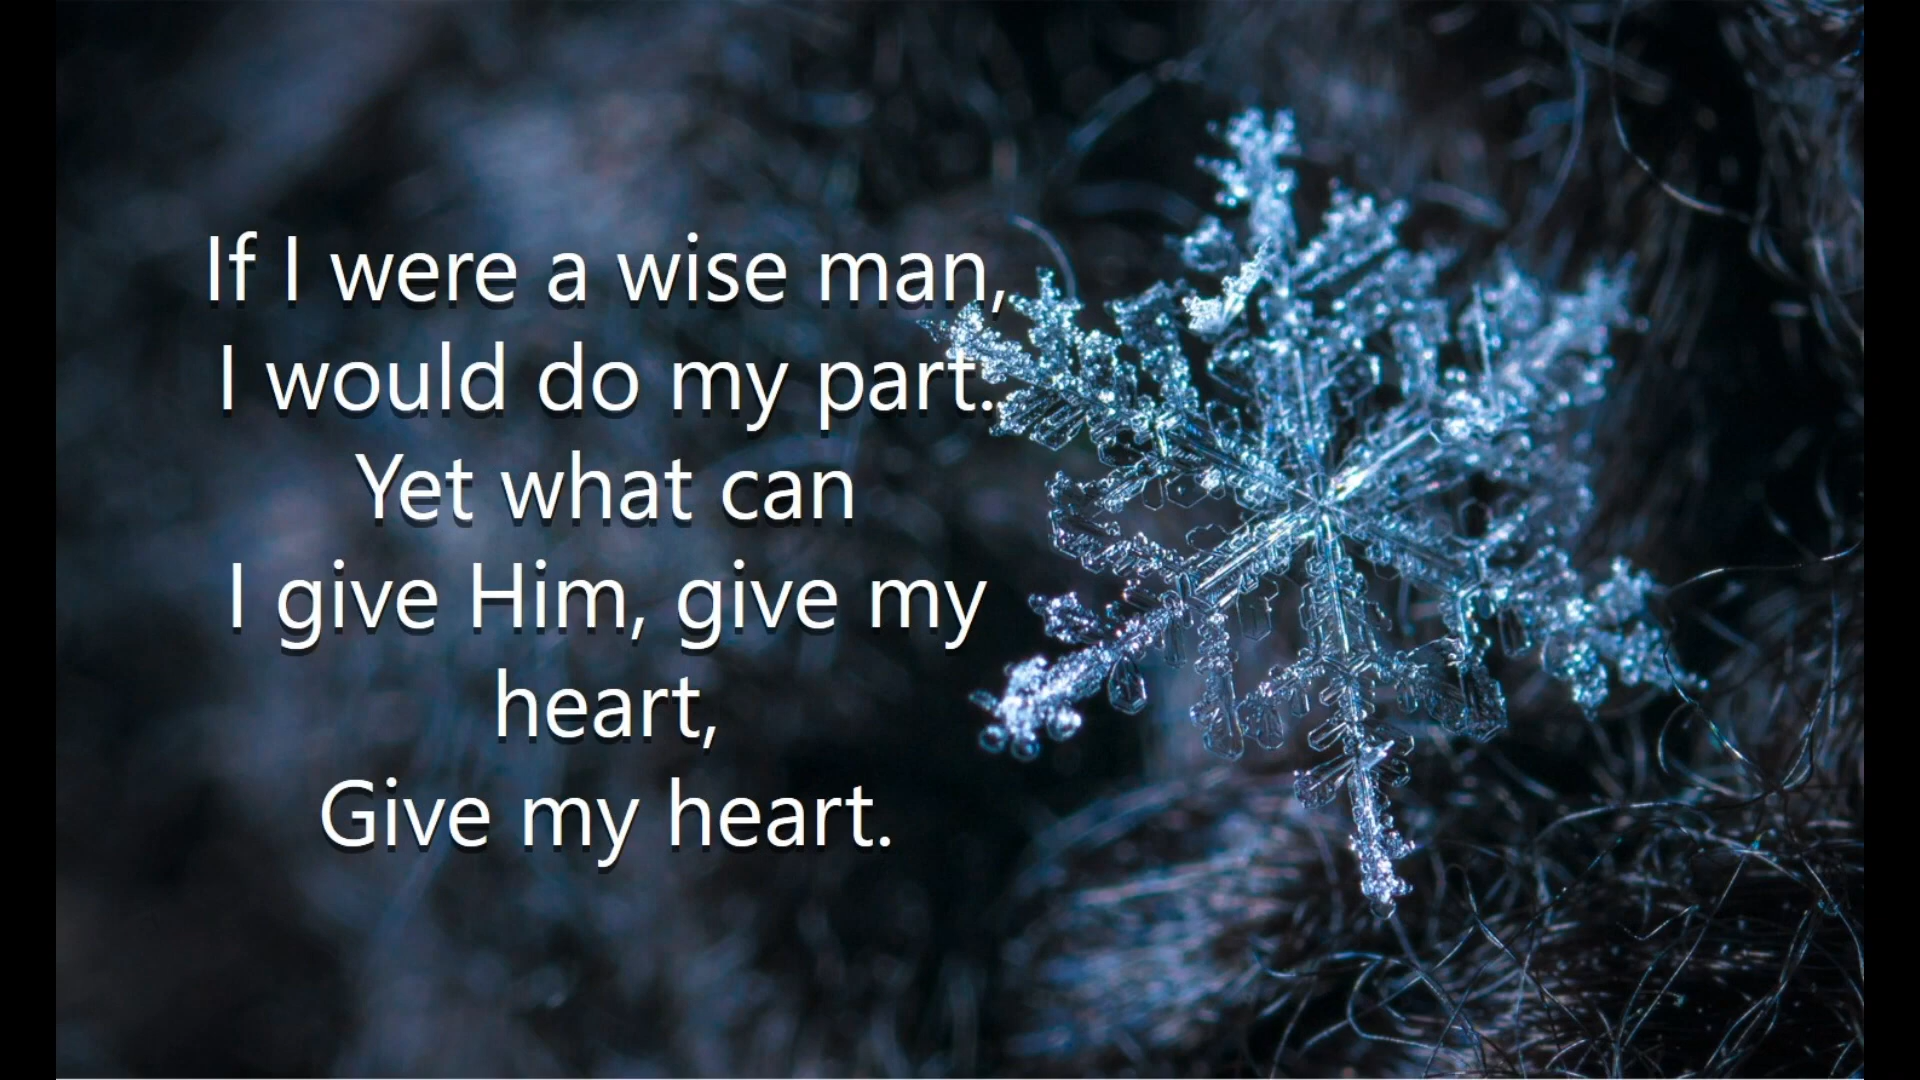 If I were a wise man,
I would do my part.
Yet what can
I give Him, give my
heart,
Give my heart.